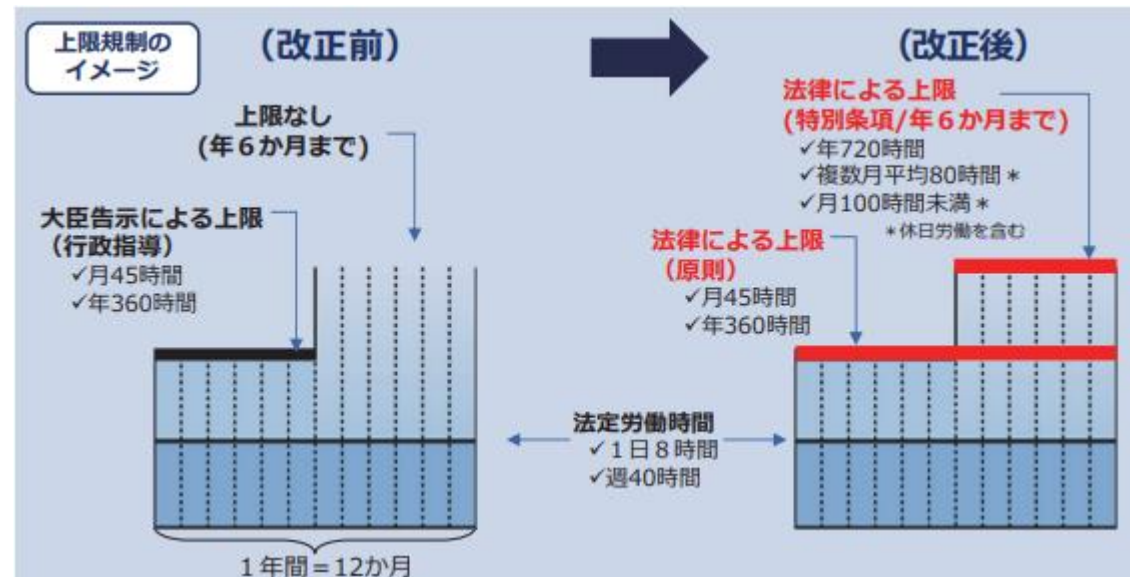 上限規制の
イメージ
（改正前）
（改正後）
上限なし
(年６か月まで)
大臣告示による上限
（行政指導）
✓月45時間
✓年360時間
法律による上限
(特別条項/年６か月まで)
✓年720時間
✓複数月平均80時間＊
✓月100時間未満＊
＊休日労働を含む
法律による上限
（原則）
✓月45時間
✓年360時間
法定労働時間
✓１日８時間
✓週40時間
１年間＝12か月